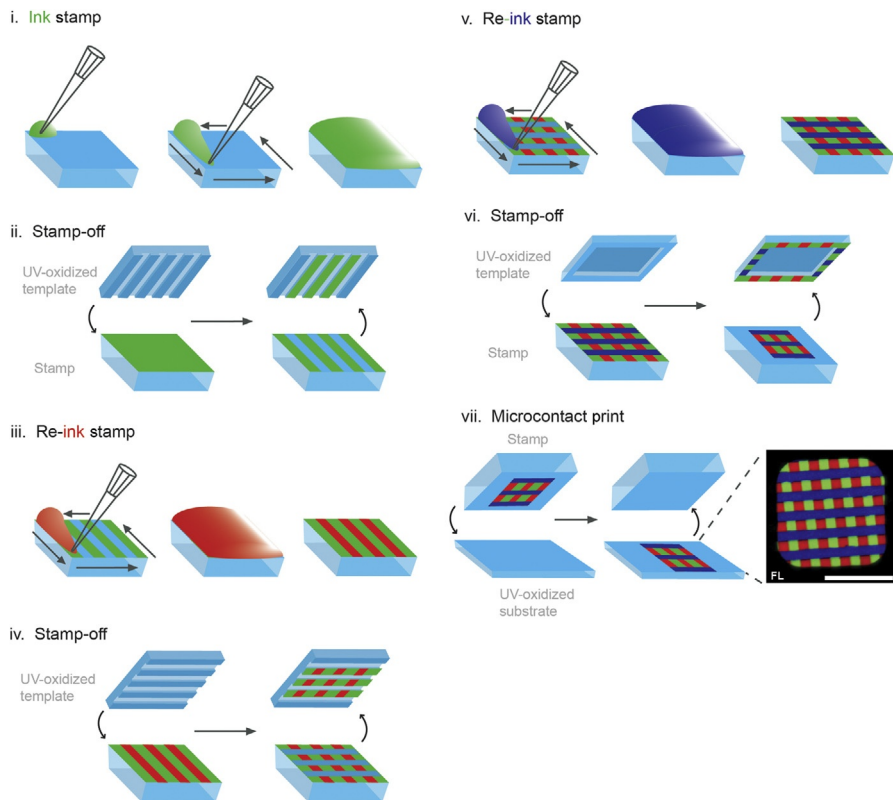 i. Ink stamp
ii. Stamp-off
UV-oxidized
template
Stamp
iii. Re-ink stamp
iv. Stamp-off
UV-oxidized
template
v. Re-ink stamp
vi. Stamp-off
UV-oxidized
template
Stamp
vii. Microcontact print
Stamp
UV-oxidized
substrate
FL